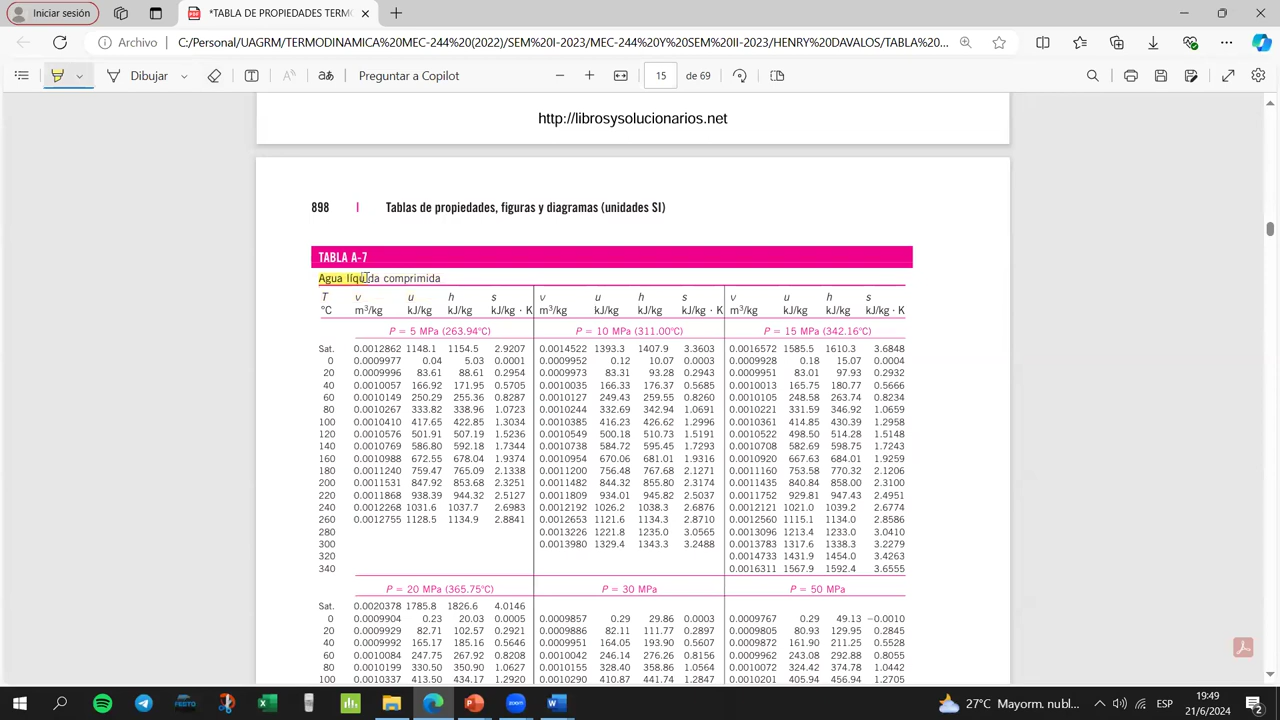 Iniciar sesión
*TABLA DE PROPIEDADES TERM
Archivo
C:/Personal/UAGRM/TERMODINAMICA%20MEC-244%20(2022)/SEM%20I-2023/MEC-244%20Y%20SEM%20II-2023/HENRY%20DAVALOS/TABLA%20...
Dibujar
Preguntar a Copilot
15 de 69
http://librosysolucionarios.net
898 | Tablas de propiedades, figuras y diagramas (unidades SI)
TABLA A-7
Agua líquida comprimida
T v u h s v u h s v u h s
°C m³/kg kJ/kg kJ/kg kJ/kg · K m³/kg kJ/kg kJ/kg kJ/kg · K m³/kg kJ/kg kJ/kg kJ/kg · K
P = 5 MPa (263.94°C) P = 10 MPa (311.00°C) P = 15 MPa (342.16°C)
Sat. 0.0012862 1148.1 1154.5 2.9207 0.0014522 1393.3 1407.9 3.3603 0.0016572 1585.5 1610.3 3.6848
0 0.0009977 0.04 5.03 0.0001 0.0009952 0.12 10.07 0.0003 0.0009928 0.18 15.07 0.0004
20 0.0009996 83.61 88.61 0.2954 0.0009973 83.31 93.28 0.2943 0.0009951 83.01 97.93 0.2932
40 0.0010057 166.92 171.95 0.5705 0.0010035 166.33 176.37 0.5685 0.0010013 165.75 180.77 0.5666
60 0.0010149 250.29 255.36 0.8287 0.0010127 249.43 259.55 0.8260 0.0010105 248.58 263.74 0.8234
80 0.0010267 333.82 338.96 1.0723 0.0010244 332.69 342.94 1.0691 0.0010221 331.59 346.92 1.0659
100 0.0010410 417.65 422.85 1.3034 0.0010385 416.23 426.62 1.2996 0.0010361 414.85 430.39 1.2958
120 0.0010576 501.91 507.19 1.5236 0.0010549 500.18 510.73 1.5191 0.0010522 498.50 514.28 1.5148
140 0.0010769 586.80 592.18 1.7344 0.0010738 584.72 595.45 1.7293 0.0010708 582.69 598.75 1.7243
160 0.0010988 672.55 678.04 1.9374 0.0010954 670.06 681.01 1.9316 0.0010920 667.63 684.01 1.9259
180 0.0011240 759.47 765.09 2.1338 0.0011200 756.48 767.68 2.1271 0.0011160 753.58 770.32 2.1206
200 0.0011531 847.92 853.68 2.3251 0.0011482 844.32 855.80 2.3174 0.0011435 840.84 858.00 2.3100
220 0.0011868 938.39 944.32 2.5127 0.0011809 934.01 945.82 2.5037 0.0011752 929.81 947.43 2.4951
240 0.0012268 1031.6 1037.7 2.6983 0.0012192 1026.2 1038.3 2.6876 0.0012121 1021.0 1039.2 2.6774
260 0.0012755 1128.5 1134.9 2.8841 0.0012653 1121.6 1134.3 2.8710 0.0012560 1115.1 1134.0 2.8586
280 0.0013226 1221.8 1235.0 3.0565 0.0013096 1213.4 1233.0 3.0410
300 0.0013980 1329.4 1343.3 3.2488 0.0013783 1317.6 1338.3 3.2279
320 0.0014733 1431.9 1454.0 3.4263
340 0.0016311 1567.9 1592.4 3.6555
P = 20 MPa (365.75°C) P = 30 MPa P = 50 MPa
Sat. 0.0020378 1785.8 1826.6 4.0146
0 0.0009904 0.23 20.03 0.0005 0.0009857 0.29 29.86 0.0003 0.0009767 0.29 49.13 −0.0010
20 0.0009929 82.71 102.57 0.2921 0.0009886 82.11 111.77 0.2897 0.0009805 80.93 129.95 0.2845
40 0.0009992 165.17 185.16 0.5646 0.0009951 164.05 193.90 0.5607 0.0009872 161.90 211.25 0.5528
60 0.0010084 247.75 267.92 0.8208 0.0010042 246.14 276.26 0.8156 0.0009962 243.08 292.88 0.8055
80 0.0010199 330.50 350.90 1.0627 0.0010155 328.40 358.86 1.0564 0.0010072 324.42 374.78 1.0442
100 0.0010337 413.50 434.17 1.2920 0.0010290 410.87 441.74 1.2847 0.0010201 405.94 456.94 1.2705
FESTO
zoom
27°C Mayorm. nubl...
ESP
19:49
21/6/2024
2